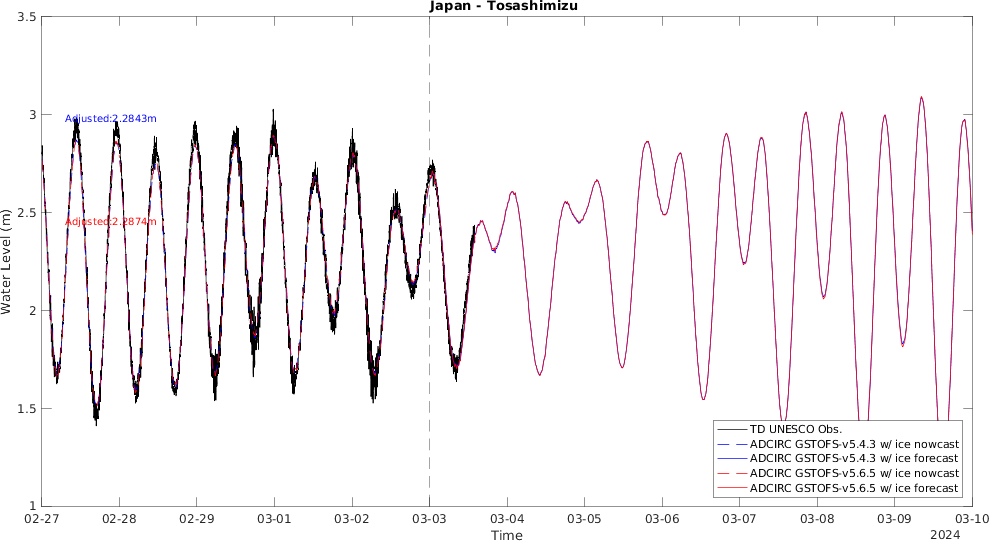 Japan - Tosashimizu
3.5
3
2.5
2
1.5
1
Water Level (m)
Adjusted:2.2843m
Adjusted:2.2874m
TD UNESCO Obs.
ADCIRC GSTOFS-v5.4.3 w/ ice nowcast
ADCIRC GSTOFS-v5.4.3 w/ ice forecast
ADCIRC GSTOFS-v5.6.5 w/ ice nowcast
ADCIRC GSTOFS-v5.6.5 w/ ice forecast
02-27 02-28 02-29 03-01 03-02 03-03 03-04 03-05 03-06 03-07 03-08 03-09 03-10
Time
2024